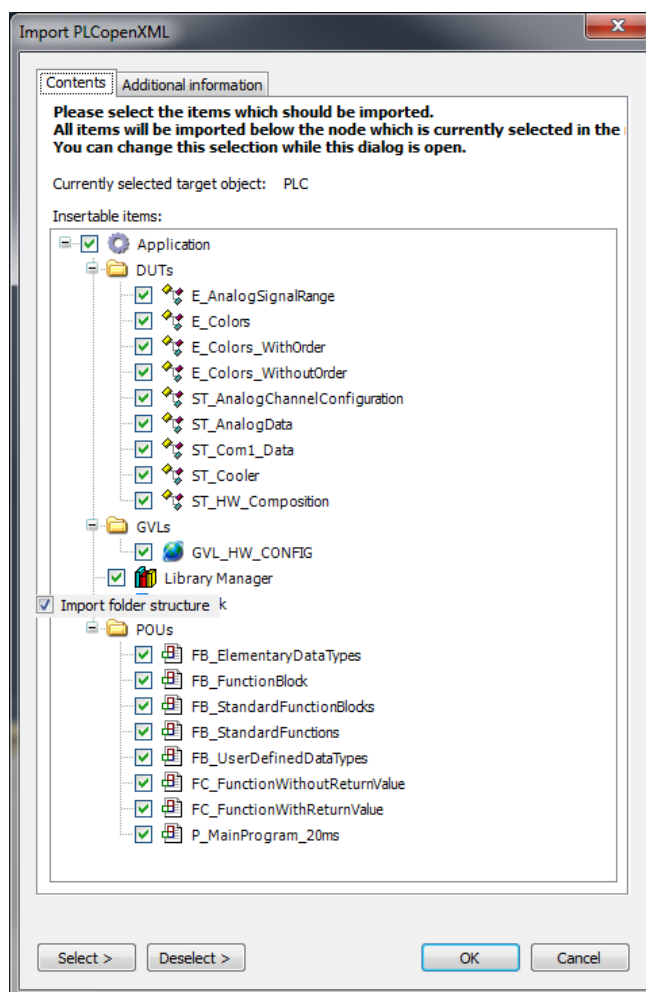 Import PLCopenXML
Contents
Additional information
Please select the items which should be imported.
All items will be imported below the node which is currently selected in the
You can change this selection while this dialog is open.
Currently selected target object: PLC
Insertable items:
Application
DUTs
E_AnalogSignalRange
E_Colors
E_Colors_WithOrder
E_Colors_WithoutOrder
ST_AnalogChannelConfiguration
ST_AnalogData
ST_Com1_Data
ST_Cooler
ST_HW_Composition
GVLs
GVL_HW_CONFIG
Library Manager
Import folder structure k
POUs
FB_ElementaryDataTypes
FB_FunctionBlock
FB_StandardFunctionBlocks
FB_StandardFunctions
FB_UserDefinedDataTypes
FC_FunctionWithoutReturnValue
FC_FunctionWithReturnValue
P_MainProgram_20ms
Select >
Deselect >
OK
Cancel